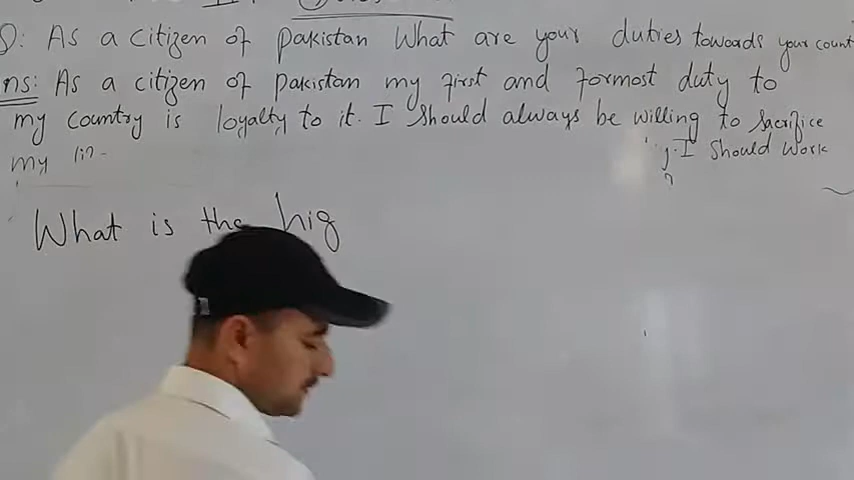 Q: As a citizen of Pakistan What are your duties towards your count
ns: As a citizen of Pakistan my first and formost duty to
my country is loyalty to it. I should always be willing to sacrifice
my I should work
What is the hig